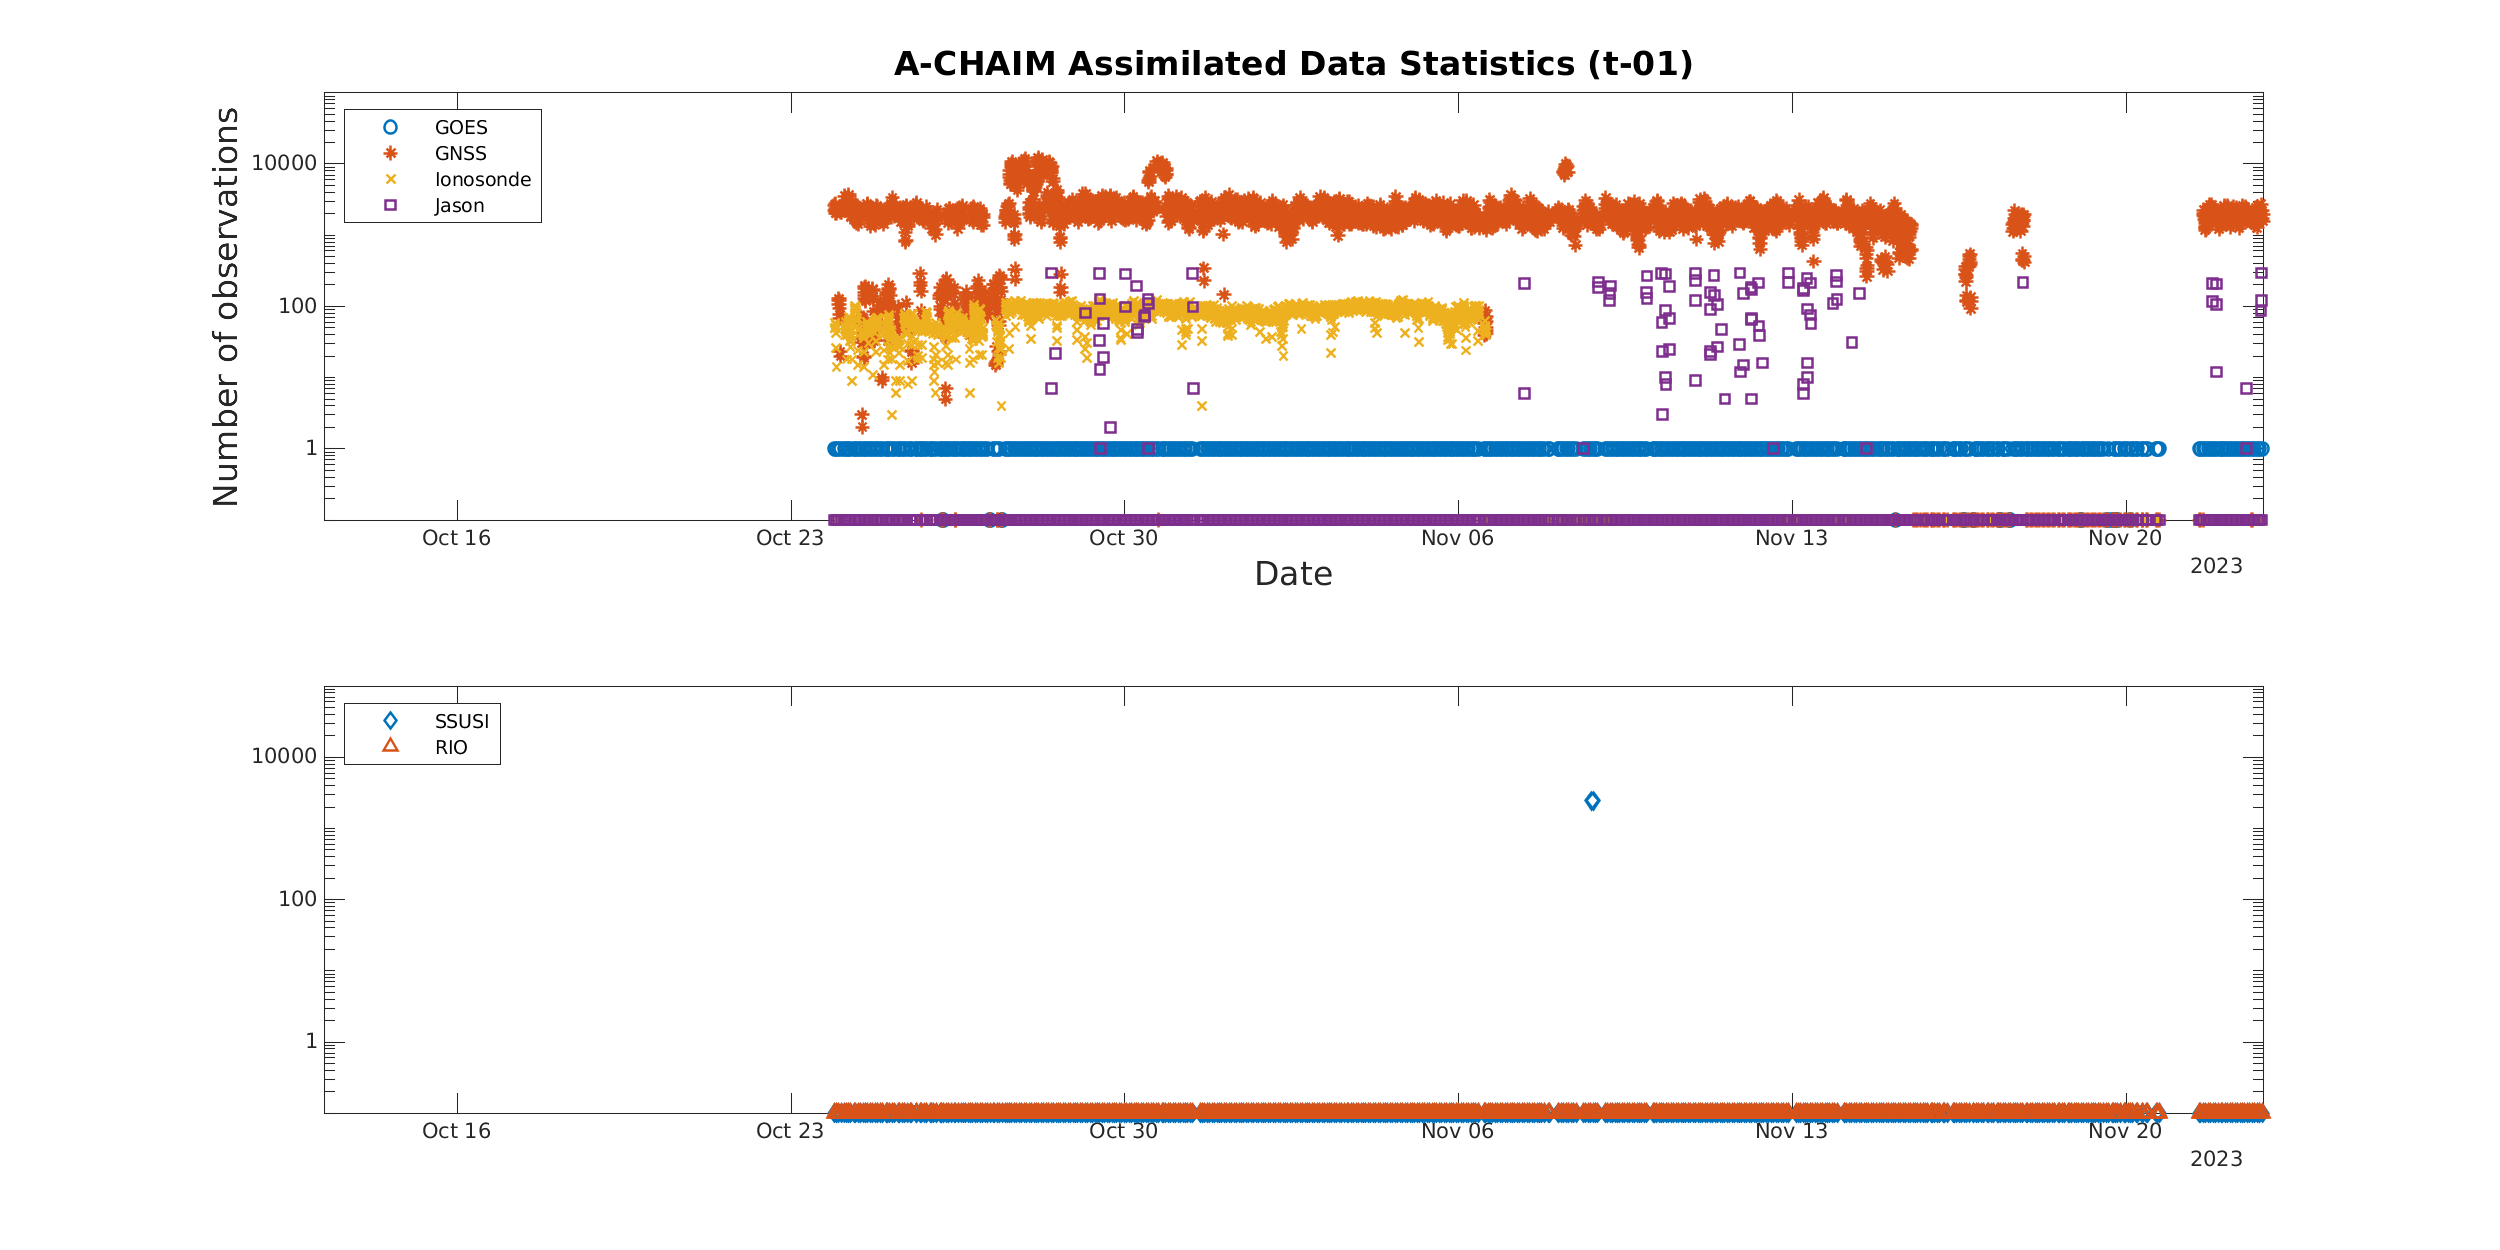 A-CHAIM Assimilated Data Statistics (t-01)
Number of observations
10000
100
1
GOES
GNSS
Ionosonde
Jason
Oct 16
Oct 23
Oct 30
Nov 06
Nov 13
Nov 20
2023
Date
10000
100
1
SSUSI
RIO
Oct 16
Oct 23
Oct 30
Nov 06
Nov 13
Nov 20
2023